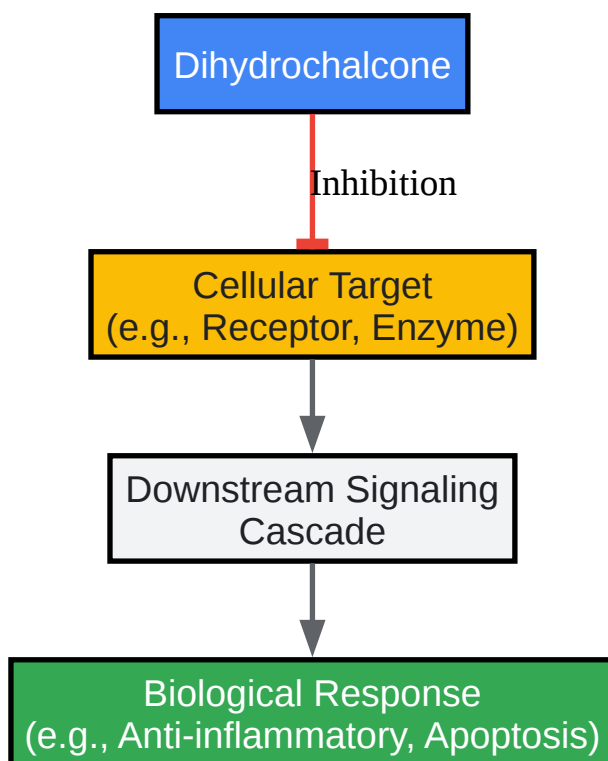 Dihydrochalcone
Inhibition
Cellular Target
(e.g., Receptor, Enzyme)
Downstream Signaling
Cascade
Biological Response
(e.g., Anti-inflammatory, Apoptosis)